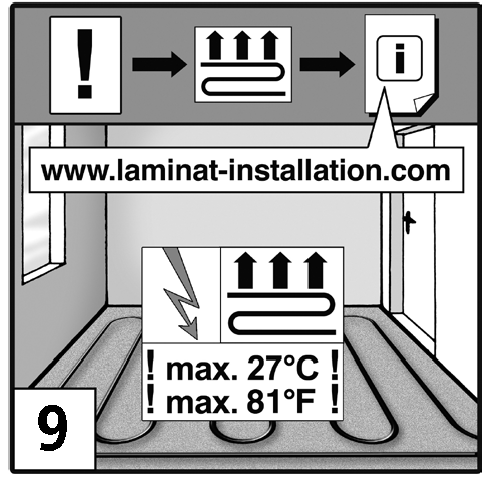 !
i
www.laminat-installation.com
! max. 27°C !
! max. 81°F !
9